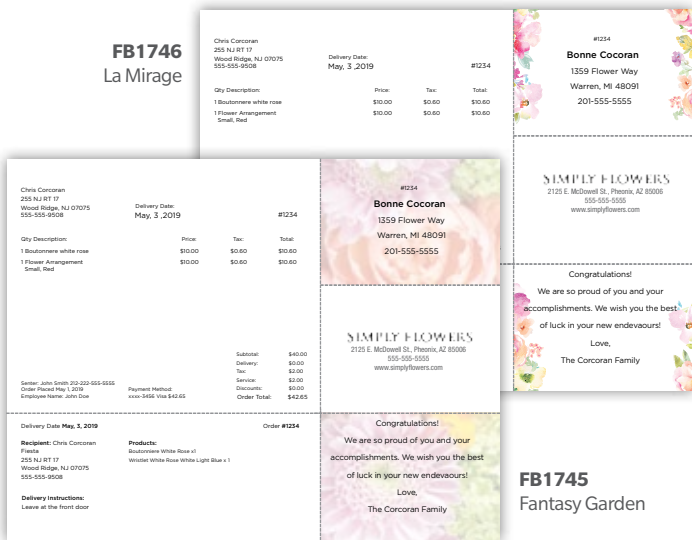 FB1746
La Mirage
Chris Corcoran
255 NJ RT 17
Wood Ridge, NJ 07075
555-555-9508
Delivery Date:
May, 3 ,2019
#1234
Qty Description: Price: Tax: Total:
1 Boutonnere white rose $10.00 $0.60 $10.60
1 Flower Arrangement $10.00 $0.60 $10.60
Small, Red
#1234
Bonne Cocoran
1359 Flower Way
Warren, MI 48091
201-555-5555
SIMPLY FLOWERS
2125 E. McDowell St., Pheonix, AZ 85006
555-555-5555
www.simplyflowers.com
Congratulations!
We are so proud of you and your
accomplishments. We wish you the best
of luck in your new endevaours!
Love,
The Corcoran Family
Chris Corcoran
255 NJ RT 17
Wood Ridge, NJ 07075
555-555-9508
Delivery Date:
May, 3 ,2019
#1234
Qty Description: Price: Tax: Total:
1 Boutonnere white rose $10.00 $0.60 $10.60
1 Flower Arrangement $10.00 $0.60 $10.60
Small, Red
Subtotal: $40.00
Delivery: $0.00
Tax: $2.00
Service: $2.00
Discounts: $0.00
Order Total: $42.65
Senter: John Smith 212-222-555-5555
Order Placed May 1, 2019
Employee Name: John Doe
Payment Method:
xxxx-3456 Visa $42.65
#1234
Bonne Cocoran
1359 Flower Way
Warren, MI 48091
201-555-5555
SIMPLY FLOWERS
2125 E. McDowell St., Pheonix, AZ 85006
555-555-5555
www.simplyflowers.com
Delivery Date May, 3, 2019
Order #1234
Recipient: Chris Corcoran
Fiesta
255 NJ RT 17
Wood Ridge, NJ 07075
555-555-9508
Products:
Boutonniere White Rose x1
Wristlet White Rose White Light Blue x 1
Delivery Instructions:
Leave at the front door
Congratulations!
We are so proud of you and your
accomplishments. We wish you the best
of luck in your new endevaours!
Love,
The Corcoran Family
FB1745
Fantasy Garden